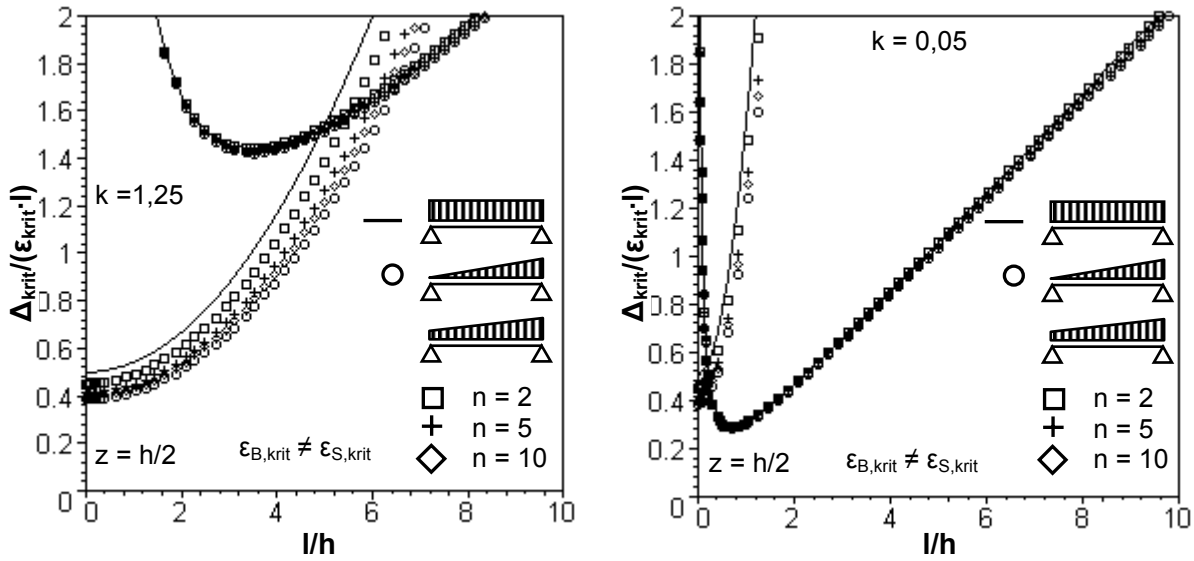 2
1.8
1.6
1.4
1.2
1
0.8
0.6
0.4
0.2
0
Δkrit/(εkrit·l)
k =1,25
n = 2
n = 5
n = 10
z = h/2
εB,krit ≠ εS,krit
0 2 4 6 8 10
l/h
2
1.8
1.6
1.4
1.2
1
0.8
0.6
0.4
0.2
0
Δkrit/(εkrit·l)
k = 0,05
n = 2
n = 5
n = 10
z = h/2
εB,krit ≠ εS,krit
0 2 4 6 8 10
l/h